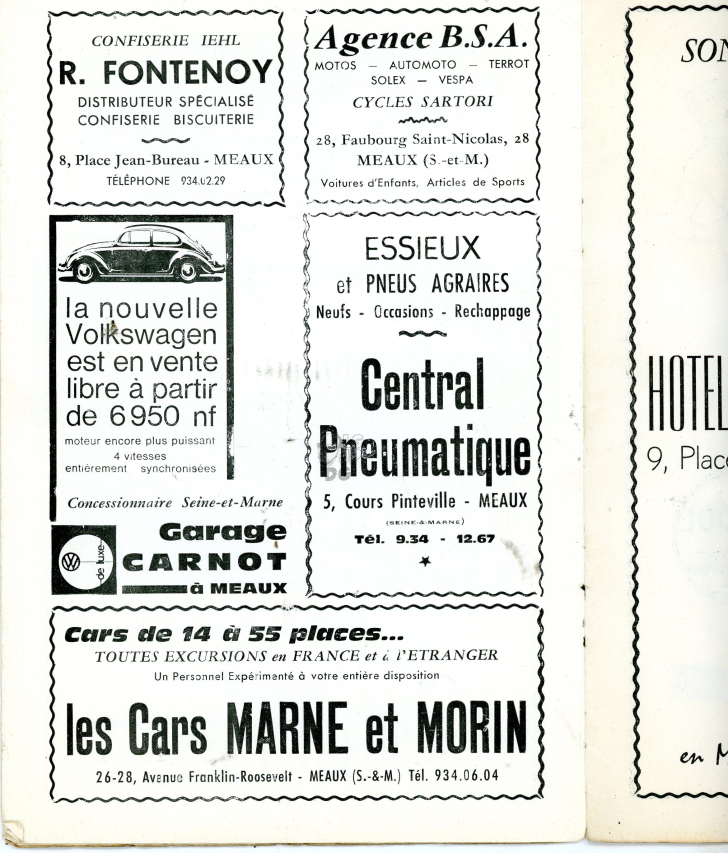 CONFISERIE IEHL
R. FONTENOY
DISTRIBUTEUR SPÉCIALISÉ
CONFISERIE BISCUITERIE
8, Place Jean-Bureau - MEAUX
TÉLÉPHONE 934.02.29
Agence B.S.A.
MOTOS — AUTOMOTO — TERROT
SOLEX — VESPA
CYCLES SARTORI
28, Faubourg Saint-Nicolas, 28
MEAUX (S.-et-M.)
Voitures d'Enfants, Articles de Sports
la nouvelle
Volkswagen
est en vente
libre à partir
de 6950 nf
moteur encore plus puissant
4 vitesses
entièrement synchronisées
Concessionnaire Seine-et-Marne
de luxe
Garage
CARNOT
à MEAUX
ESSIEUX
et PNEUS AGRAIRES
Neufs - Occasions - Rechappage
Central
Pneumatique
5, Cours Pinteville - MEAUX
(SEINE-&-MARNE)
Tél. 9.34 - 12.67
Cars de 14 à 55 places...
TOUTES EXCURSIONS en FRANCE et à l'ETRANGER
Un Personnel Expérimenté à votre entière disposition
les Cars MARNE et MORIN
26-28, Avenue Franklin-Roosevelt - MEAUX (S.-&-M.) Tél. 934.06.04
HOTEL
9, Place
en